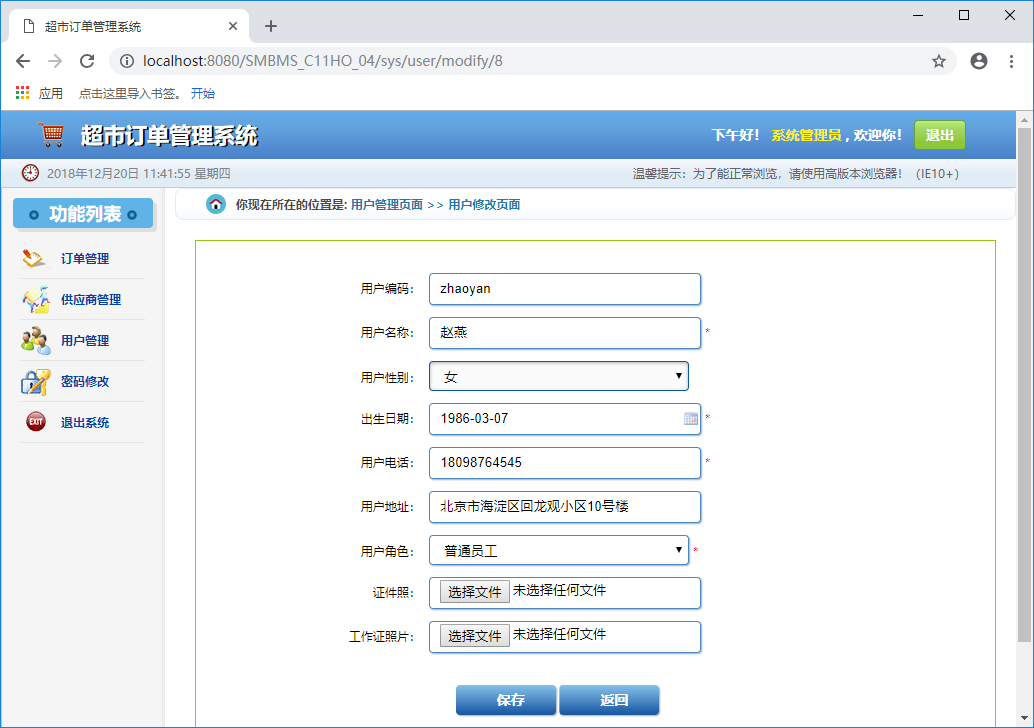 超市订单管理系统
localhost:8080/SMBMS_C11HO_04/sys/user/modify/8
应用 点击这里导入书签。 开始
超市订单管理系统
下午好! 系统管理员 , 欢迎你! 退出
2018年12月20日 11:41:55 星期四
温馨提示: 为了能正常浏览, 请使用高版本浏览器! (IE10+)
功能列表
订单管理
供应商管理
用户管理
密码修改
EXIT 退出系统
你现在所在的位置是: 用户管理页面 >> 用户修改页面
用户编码: zhaoyan
用户名称: 赵燕 *
用户性别: 女
出生日期: 1986-03-07 *
用户电话: 18098764545 *
用户地址: 北京市海淀区回龙观小区10号楼
用户角色: 普通员工 *
证件照: 选择文件 未选择任何文件
工作证照片: 选择文件 未选择任何文件
保存 返回